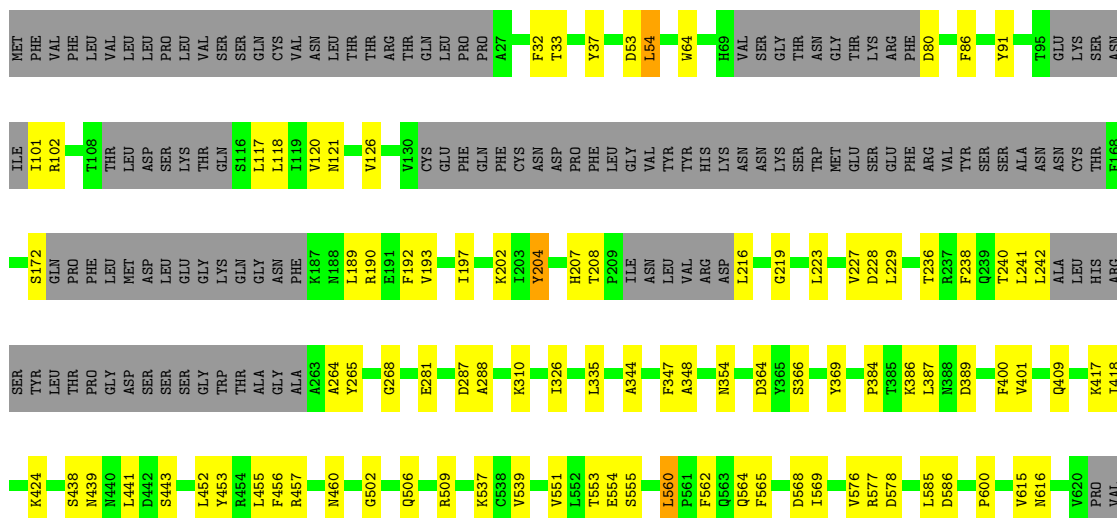 MET PHE VAL PHE LEU VAL LEU LEU PRO LEU VAL SER SER GLN CYS VAL ASN LEU THR THR ARG THR GLN LEU PRO PRO A27 F32 T33 Y37 D53 L54 W64 H69 VAL SER GLY THR ASN GLY THR LYS ARG PHE D80 F86 Y91 T95 GLU LYS SER ASN
ILE I101 R102 T108 THR LEU ASP SER LYS THR GLN S116 L117 L118 I119 V120 N121 V126 V130 CYS GLU PHE GLN PHE CYS ASN ASP PRO PHE LEU GLY VAL TYR TYR HIS LYS ASN ASN LYS SER TRP MET GLU SER GLU PHE ARG VAL TYR SER SER ALA ASN ASN CYS THR F168
S172 GLN PRO PHE LEU MET ASP LEU GLU GLY LYS GLN GLY ASN PHE K187 N188 L189 R190 E191 F192 V193 I197 K202 I203 Y204 H207 T208 P209 ILE ASN LEU VAL ARG ASP L216 G219 L223 V227 D228 L229 T236 R237 F238 Q239 T240 L241 L242 ALA LEU HIS ARG
SER TYR LEU THR PRO GLY ASP SER SER SER GLY TRP THR ALA GLY ALA A263 A264 Y265 G268 E281 D287 A288 K310 I326 L335 A344 F347 A348 N354 D364 Y365 S366 Y369 P384 T385 K386 L387 N388 D389 F400 V401 Q409 K417 I418
K424 S438 N439 N440 L441 D442 S443 L452 Y453 R454 L455 F456 R457 N460 G502 Q506 R509 K537 C538 V539 V551 L552 T553 E554 S555 L560 P561 F562 Q563 Q564 F565 D568 I569 V576 R577 D578 L585 D586 P600 V615 N616 V620 PRO VAL